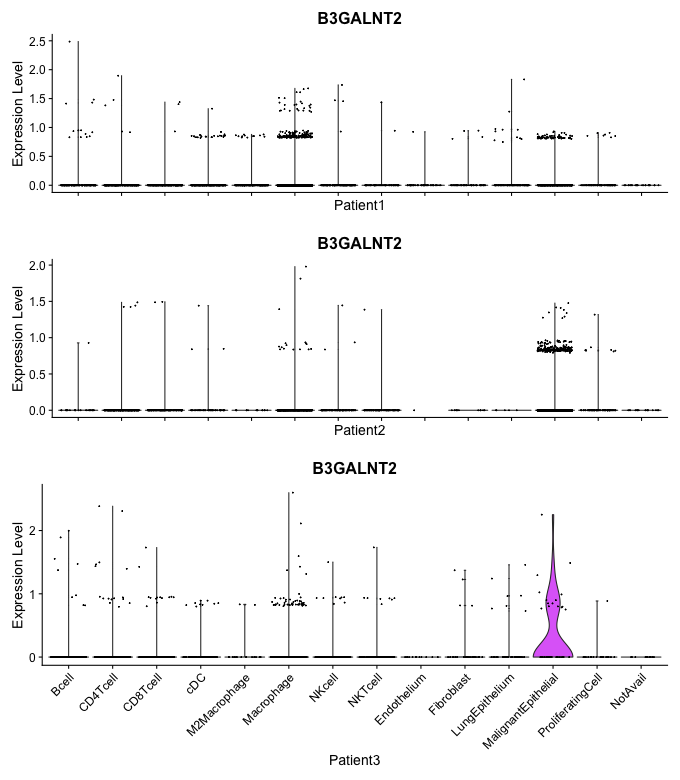 B3GALNT2
Expression Level
2.5
2.0
1.5
1.0
0.5
0.0
Patient1
B3GALNT2
Expression Level
2.0
1.5
1.0
0.5
0.0
Patient2
B3GALNT2
Expression Level
2
1
0
Bcell
CD4Tcell
CD8Tcell
cDC
M2Macrophage
Macrophage
NKcell
NKTcell
Endothelium
Fibroblast
LungEpithelium
MalignantEpithelial
ProliferatingCell
NotAvail
Patient3